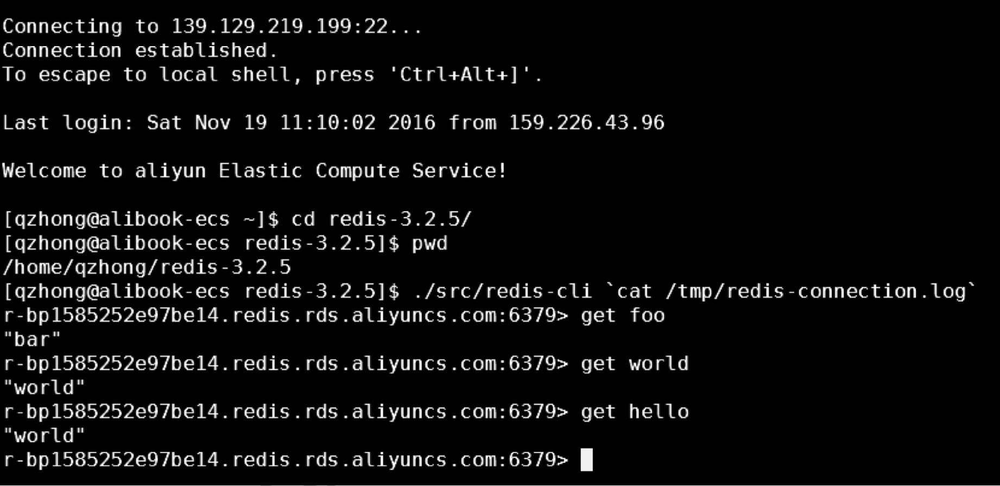 Connecting to 139.129.219.199:22...
Connection established.
To escape to local shell, press 'Ctrl+Alt+]'.
Last login: Sat Nov 19 11:10:02 2016 from 159.226.43.96
Welcome to aliyun Elastic Compute Service!
[qzhong@alibook-ecs ~]$ cd redis-3.2.5/
[qzhong@alibook-ecs redis-3.2.5]$ pwd
/home/qzhong/redis-3.2.5
[qzhong@alibook-ecs redis-3.2.5]$ ./src/redis-cli `cat /tmp/redis-connection.log`
r-bp1585252e97be14.redis.rds.aliyuncs.com:6379> get foo
"bar"
r-bp1585252e97be14.redis.rds.aliyuncs.com:6379> get world
"world"
r-bp1585252e97be14.redis.rds.aliyuncs.com:6379> get hello
"world"
r-bp1585252e97be14.redis.rds.aliyuncs.com:6379>